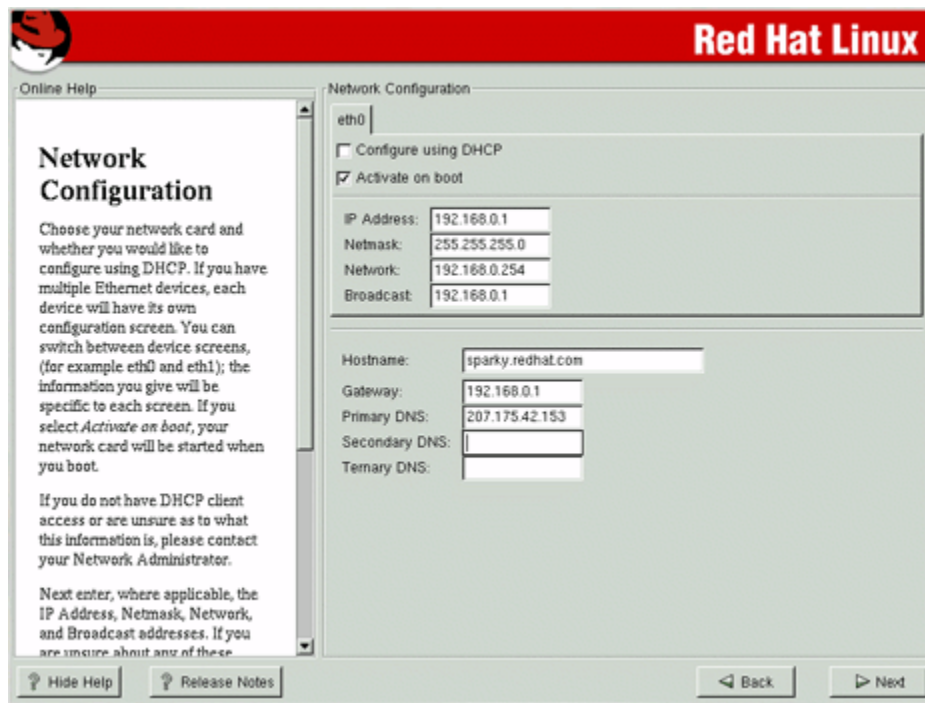 Red Hat Linux
Online Help
Network
Configuration
Choose your network card and
whether you would like to
configure using DHCP. If you have
multiple Ethernet devices, each
device will have its own
configuration screen. You can
switch between device screens,
(for example eth0 and eth1); the
information you give will be
specific to each screen. If you
select Activate on boot, your
network card will be started when
you boot.
If you do not have DHCP client
access or are unsure as to what
this information is, please contact
your Network Administrator.
Next enter, where applicable, the
IP Address, Netmask, Network,
and Broadcast addresses. If you
are unsure about any of these
Network Configuration
eth0
Configure using DHCP
Activate on boot
IP Address: 192.168.0.1
Netmask: 255.255.255.0
Network: 192.168.0.254
Broadcast: 192.168.0.1
Hostname: sparky.redhat.com
Gateway: 192.168.0.1
Primary DNS: 207.175.42.153
Secondary DNS:
Ternary DNS:
? Hide Help
? Release Notes
Back
Next